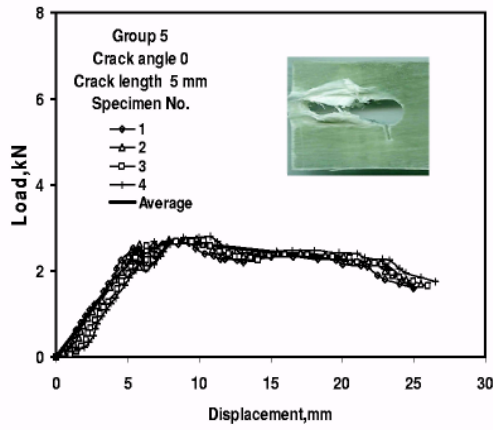 8
6
4
2
0
Load,kN
Group 5
Crack angle 0
Crack length 5 mm
Specimen No.
1
2
3
4
Average
0 5 10 15 20 25 30
Displacement,mm